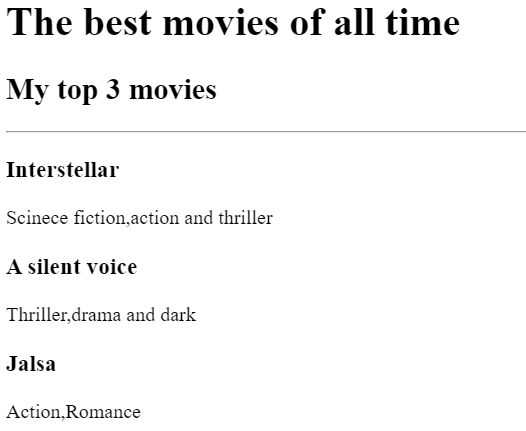 The best movies of all time
My top 3 movies
Interstellar
Scinece fiction,action and thriller
A silent voice
Thriller,drama and dark
Jalsa
Action,Romance